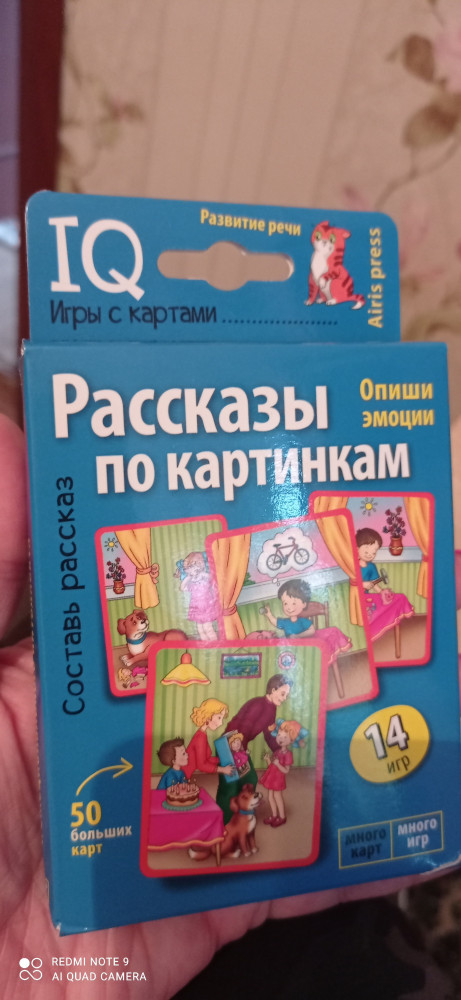 Развитие речи
IQ
Игры с картами
Airis press
Рассказы
по картинкам
Опиши
эмоции
Составь рассказ
14
игр
50
больших
карт
много
карт
много
игр
REDMI NOTE 9
AI QUAD CAMERA